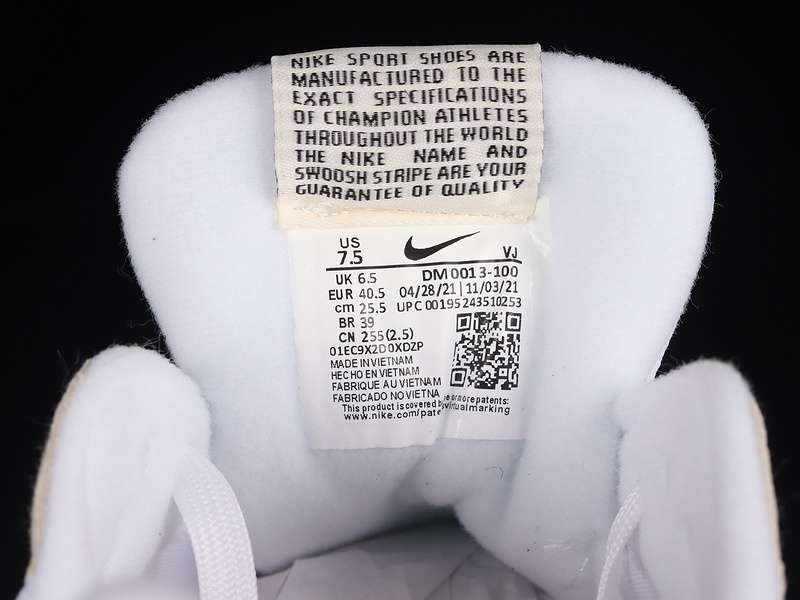 NIKE SPORT SHOES ARE
MANUFACTURED TO THE
EXACT SPECIFICATIONS
OF CHAMPION ATHLETES
THROUGHOUT THE WORLD
THE NIKE NAME AND
SWOOSH STRIPE ARE YOUR
GUARANTEE OF QUALITY
US
7.5 VJ
UK 6.5 DM0013-100
EUR 40.5 04/28/21 | 11/03/21
cm 25.5 UPC 00195243510253
BR 39
CN 255(2.5)
01EC9X2D0XDZP
MADE IN VIETNAM
HECHO EN VIETNAM
FABRIQUE AU VIETNAM
FABRICADO NO VIETNA
This product is covered by e or more patents:
www.nike.com/pate svirtualmarking